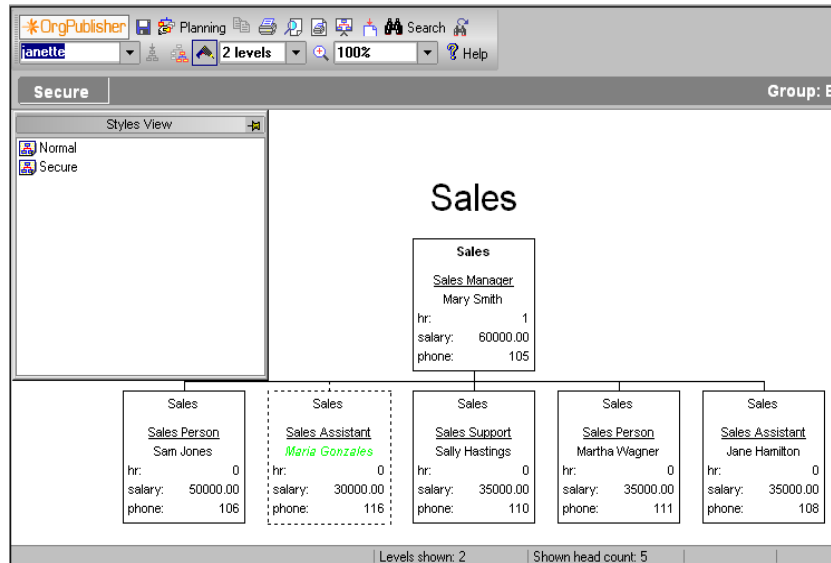 OrgPublisher Planning Search
janette 2 levels 100% Help
Secure Group: E
Styles View
Normal
Secure
Sales
Sales
Sales Manager
Mary Smith
hr: 1
salary: 60000.00
phone: 105
Sales Sales Sales Sales Sales
Sales Person Sales Assistant Sales Support Sales Person Sales Assistant
Sam Jones Maria Gonzales Sally Hastings Martha Wagner Jane Hamilton
hr: 0 hr: 0 hr: 0 hr: 0 hr: 0
salary: 50000.00 salary: 30000.00 salary: 35000.00 salary: 35000.00 salary: 35000.00
phone: 106 phone: 116 phone: 110 phone: 111 phone: 108
Levels shown: 2 Shown head count: 5